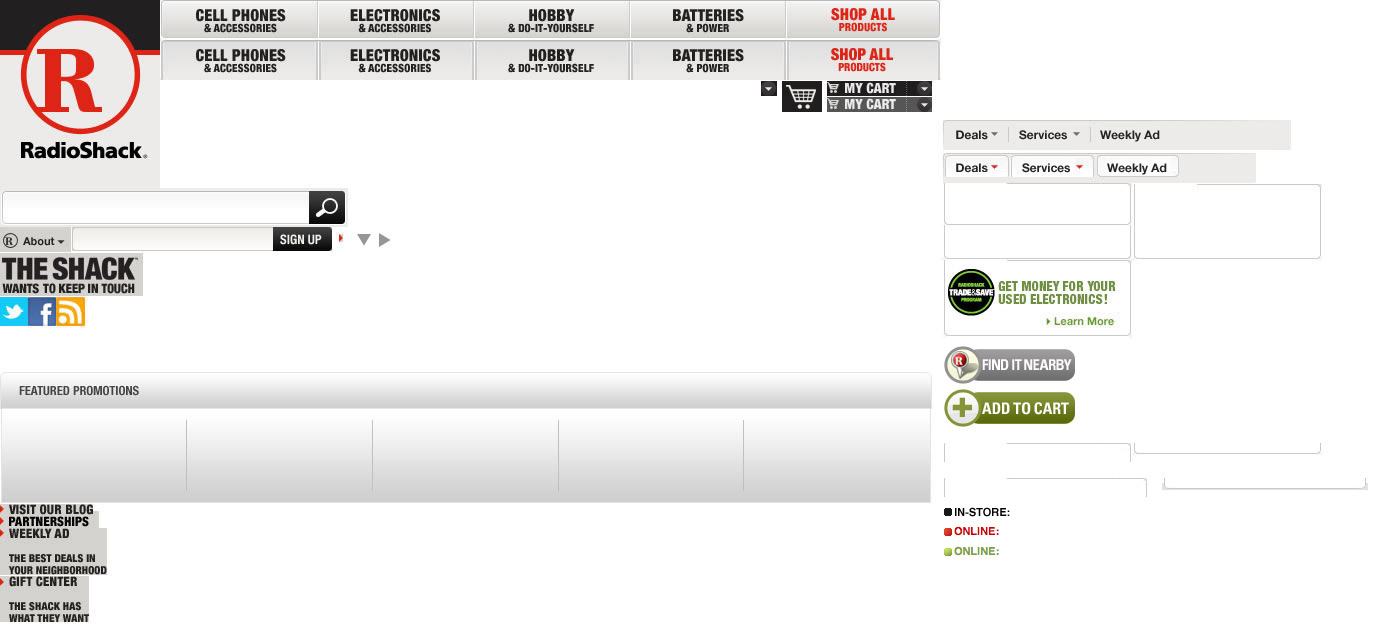 CELL PHONES ELECTRONICS HOBBY BATTERIES SHOP ALL
& ACCESSORIES & ACCESSORIES & DO-IT-YOURSELF & POWER PRODUCTS
CELL PHONES ELECTRONICS HOBBY BATTERIES SHOP ALL
& ACCESSORIES & ACCESSORIES & DO-IT-YOURSELF & POWER PRODUCTS
R
RadioShack®
MY CART
MY CART
Deals Services Weekly Ad
Deals Services Weekly Ad
R About SIGN UP
THE SHACK™
WANTS TO KEEP IN TOUCH
f
RADIOSHACK
TRADE&SAVE
PROGRAM
GET MONEY FOR YOUR
USED ELECTRONICS!
Learn More
R FIND IT NEARBY
ADD TO CART
FEATURED PROMOTIONS
VISIT OUR BLOG
PARTNERSHIPS
WEEKLY AD
THE BEST DEALS IN
YOUR NEIGHBORHOOD
GIFT CENTER
THE SHACK HAS
WHAT THEY WANT
IN-STORE:
ONLINE:
ONLINE: